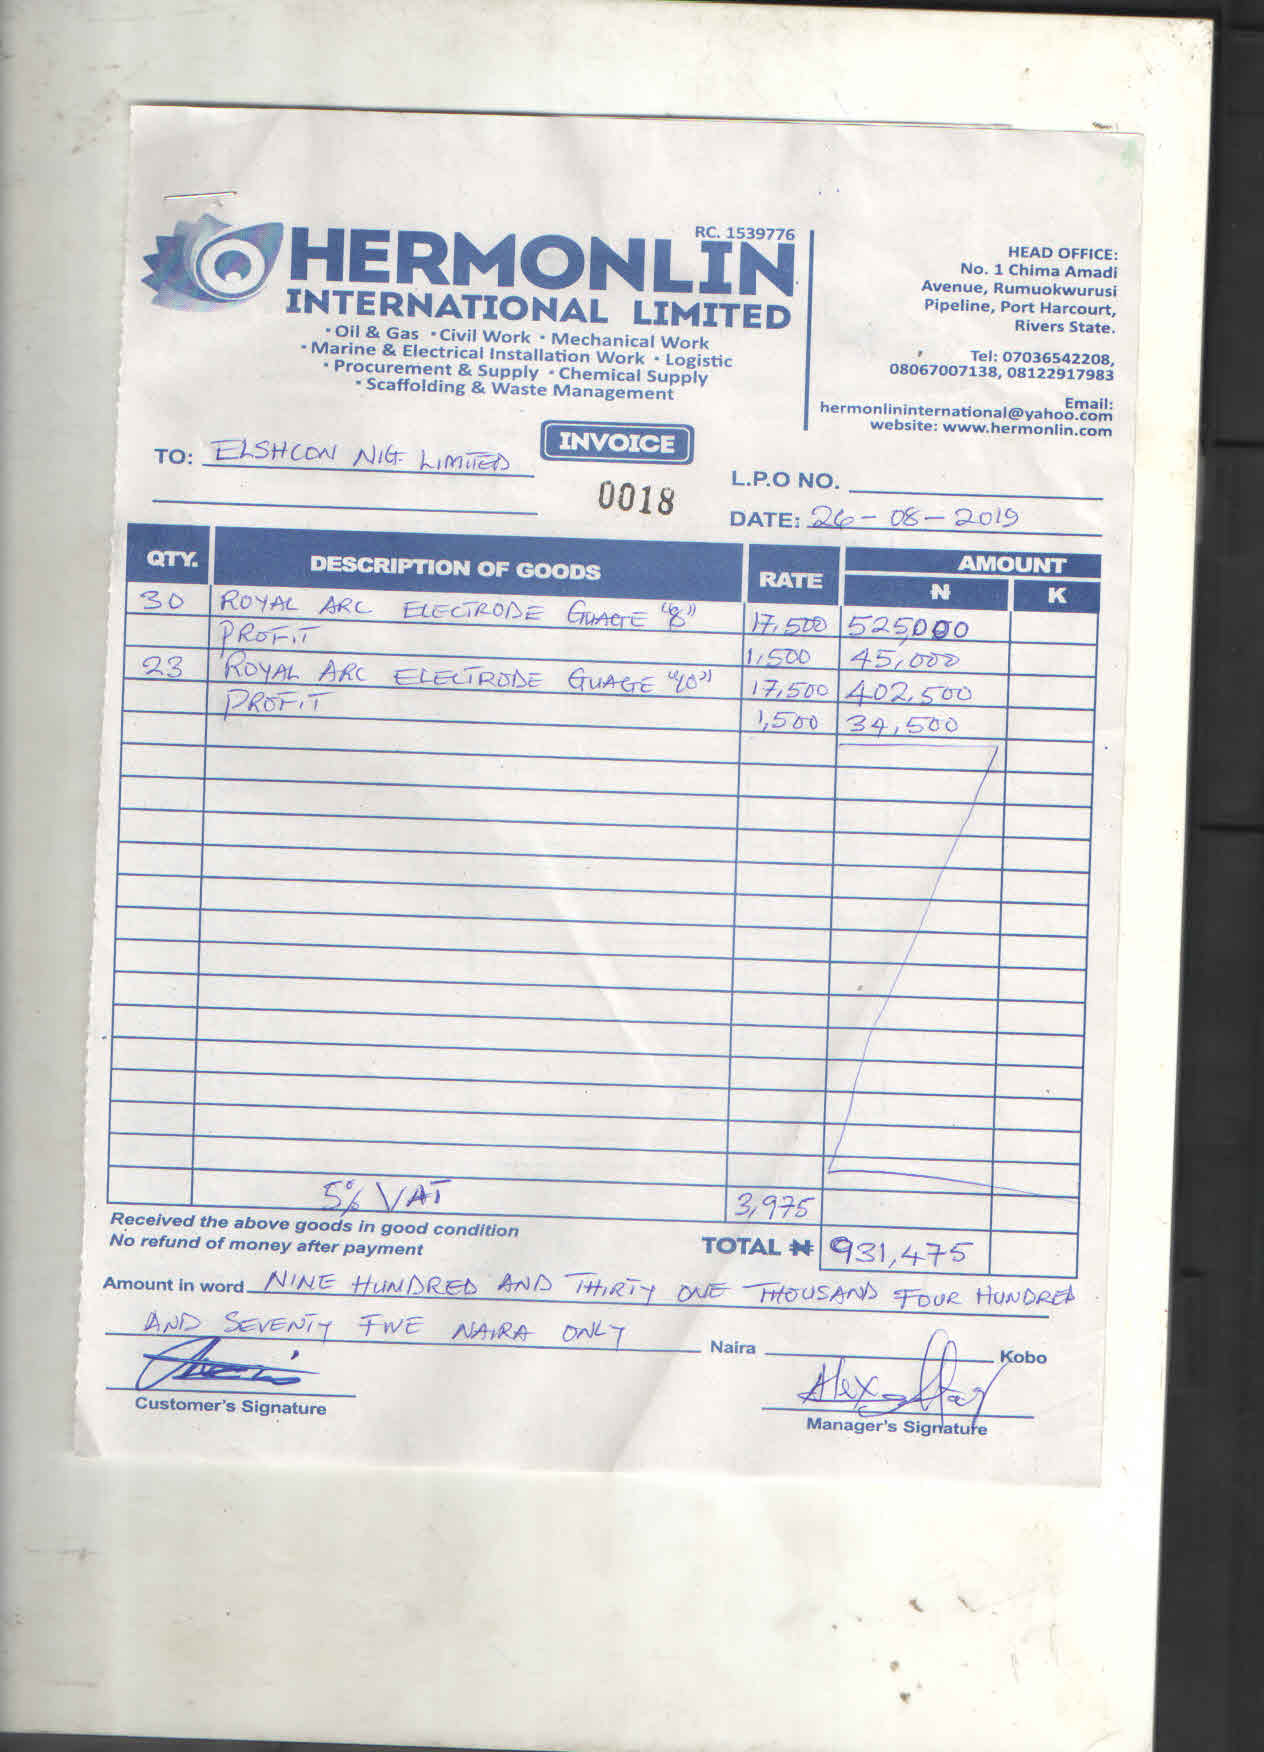 RC. 1539776
HERMONLIN
INTERNATIONAL LIMITED
• Oil & Gas • Civil Work • Mechanical Work
• Marine & Electrical Installation Work • Logistic
• Procurement & Supply • Chemical Supply
• Scaffolding & Waste Management
HEAD OFFICE:
No. 1 Chima Amadi
Avenue, Rumuokwurusi
Pipeline, Port Harcourt,
Rivers State.
Tel: 07036542208,
08067007138, 08122917983
Email:
hermonlininternational@yahoo.com
website: www.hermonlin.com
INVOICE
TO: ELSHCON NIG. LIMITED
0018
L.P.O NO.
DATE: 26-08-2019
QTY. DESCRIPTION OF GOODS RATE AMOUNT
₦ K
30 ROYAL ARC ELECTRODE GUAGE "8" 17,500 525,000
PROFIT 1,500 45,000
23 ROYAL ARC ELECTRODE GUAGE "10" 17,500 402,500
PROFIT 1,500 34,500
5% VAT 3,975
Received the above goods in good condition
No refund of money after payment
TOTAL ₦ 931,475
Amount in word NINE HUNDRED AND THIRTY ONE THOUSAND FOUR HUNDRED
AND SEVENTY FIVE NAIRA ONLY Naira Kobo
Customer's Signature
Alex
Manager's Signature